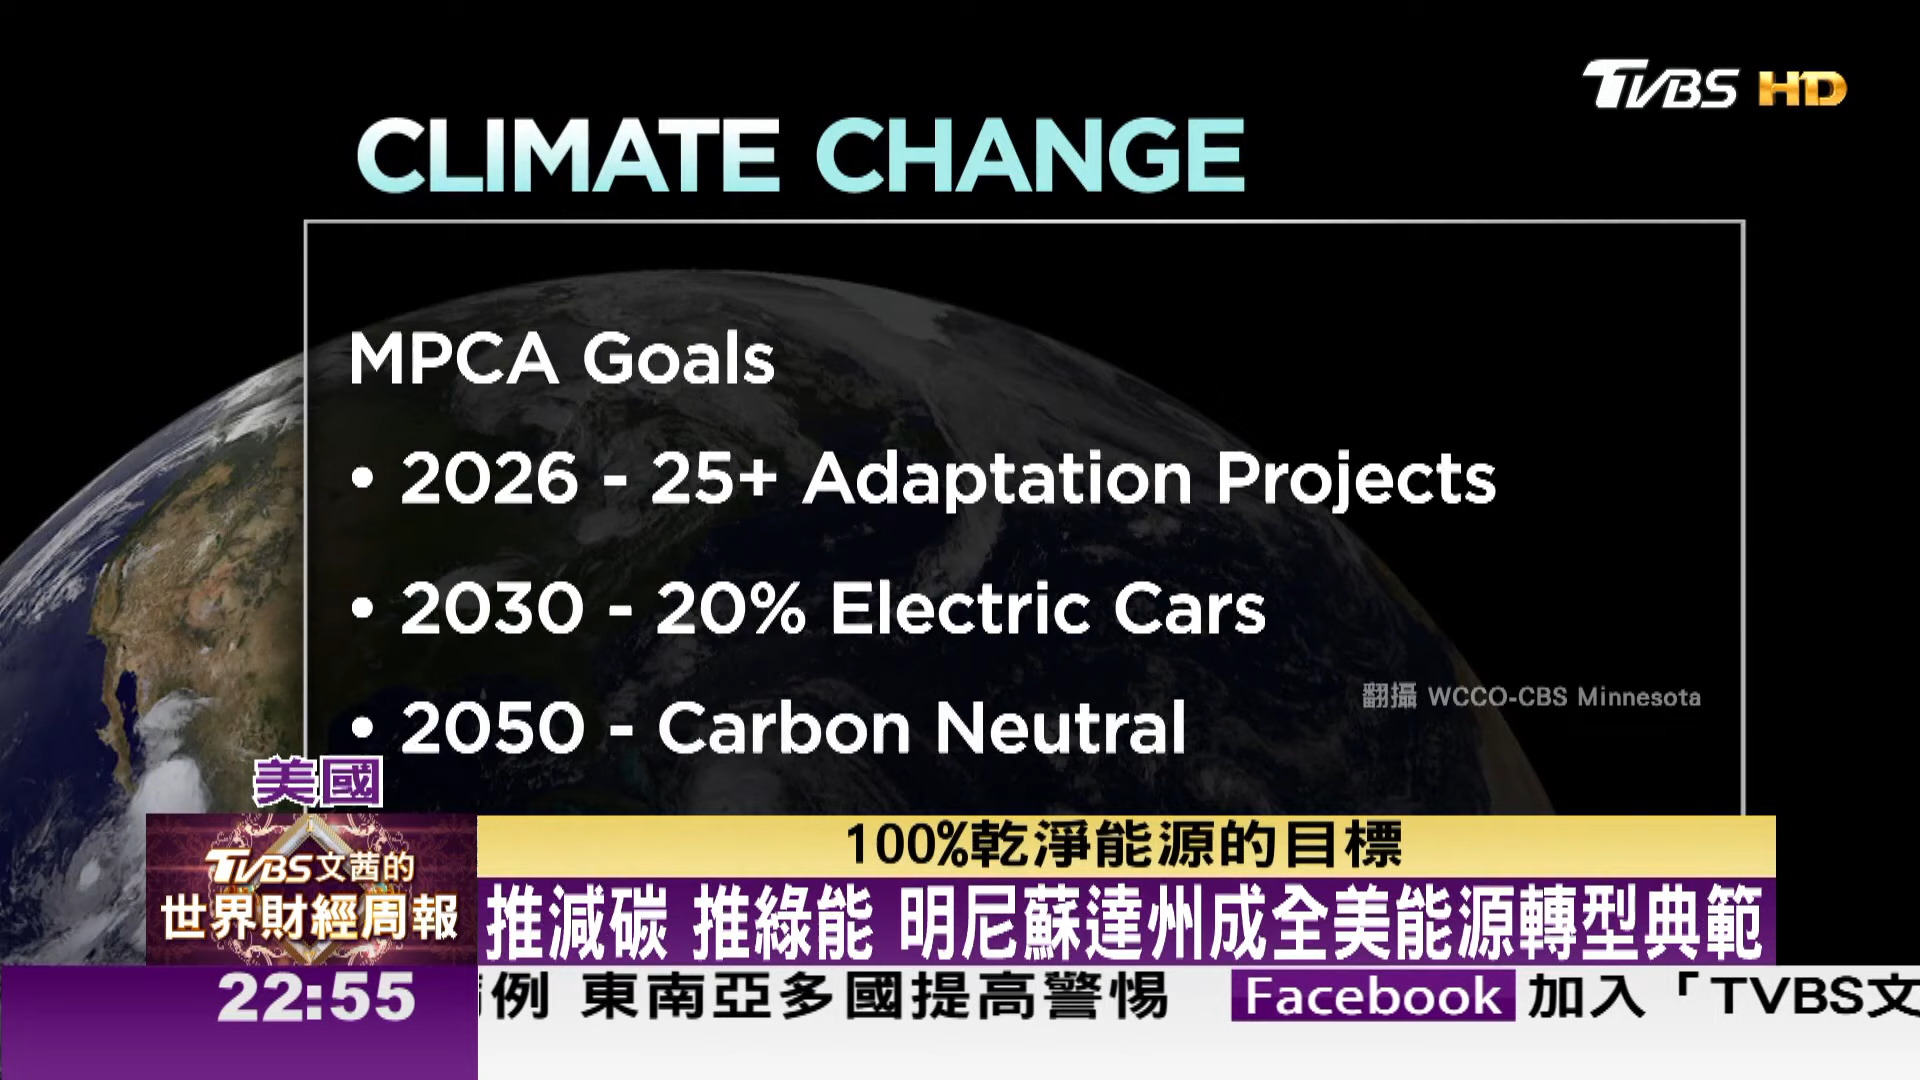 TVBS HD
CLIMATE CHANGE
MPCA Goals
• 2026 - 25+ Adaptation Projects
• 2030 - 20% Electric Cars
翻攝 WCCO-CBS Minnesota
• 2050 - Carbon Neutral
美國
100%乾淨能源的目標
TVBS文茜的
世界財經周報
推減碳 推綠能 明尼蘇達州成全美能源轉型典範
22:55
例 東南亞多國提高警惕 Facebook 加入「TVBS文